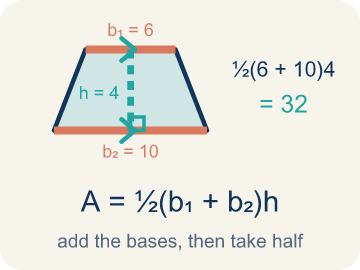 b₁ = 6
½(6 + 10)4
h = 4
= 32
b₂ = 10
A = ½(b₁ + b₂)h
add the bases, then take half